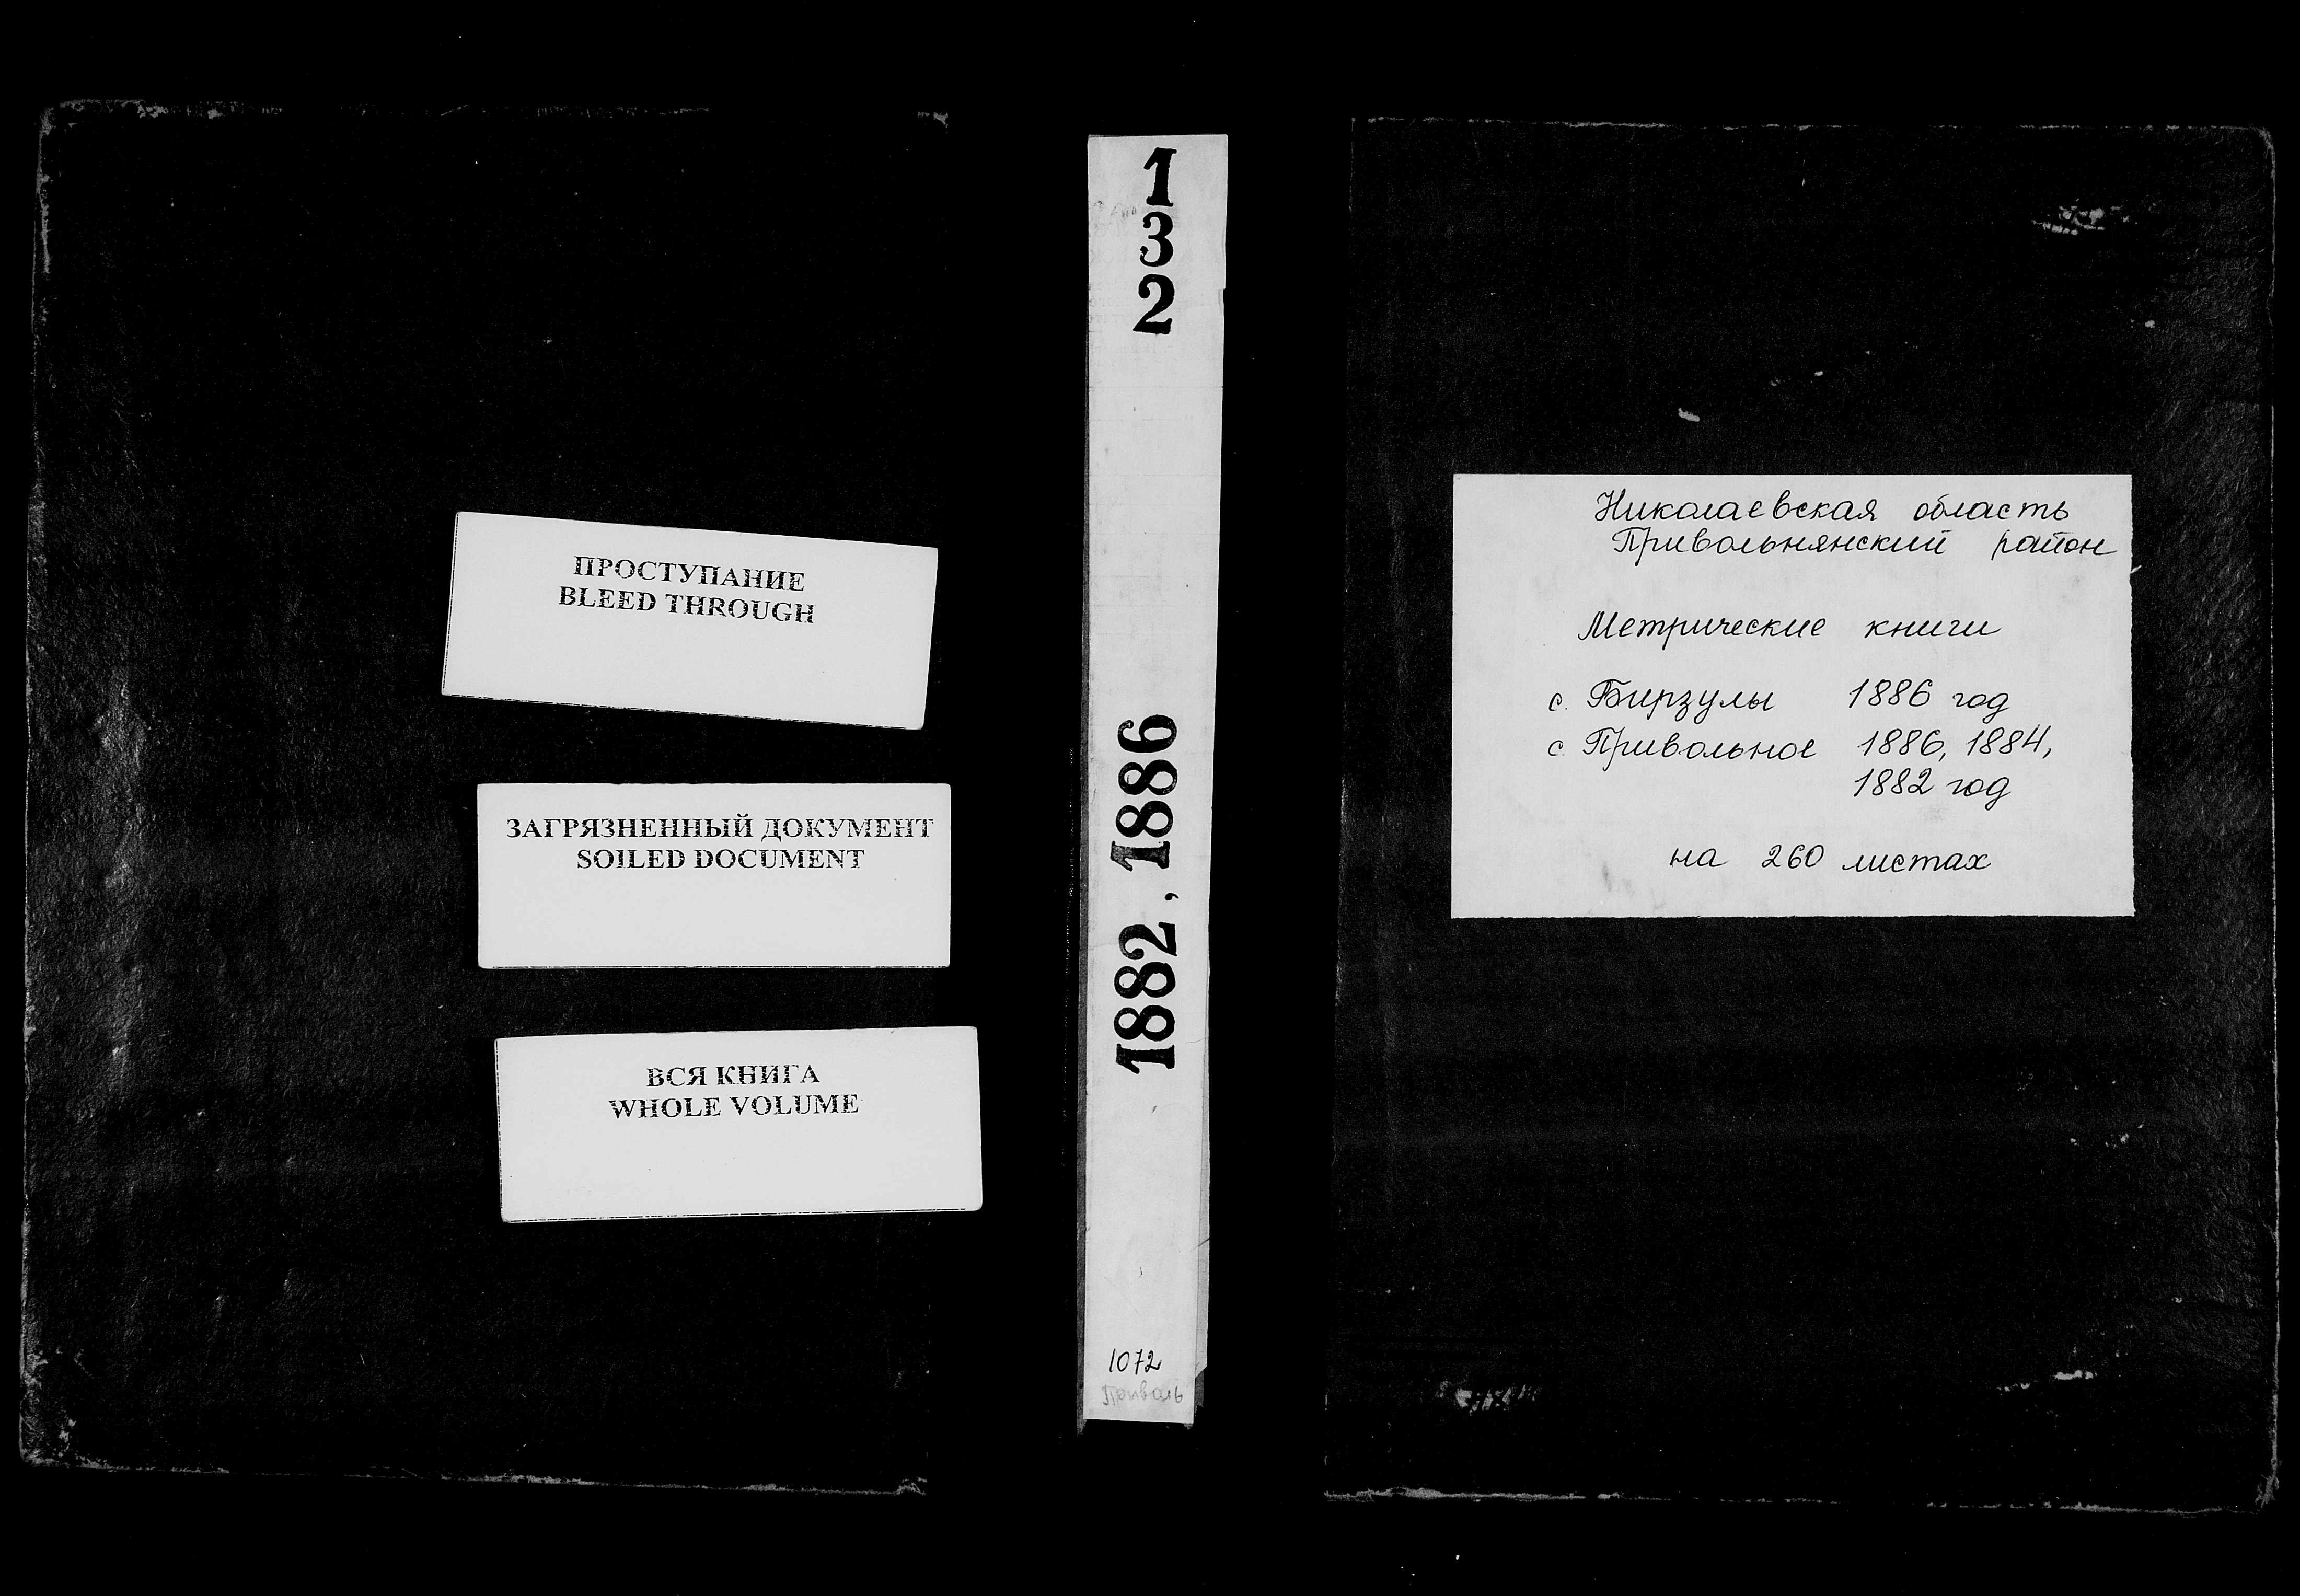 ПРОСТУПАНИЕ
BLEED THROUGH
ЗАГРЯЗНЕННЫЙ ДОКУМЕНТ
SOILED DOCUMENT
ВСЯ КНИГА
WHOLE VOLUME
1
3
2
1882, 1886
1072
Приволь
Николаевская область
Привольнянский район
Метрические книги
с. Бирзулы 1886 год
с. Привольное 1886, 1884,
1882 год
на 260 листах